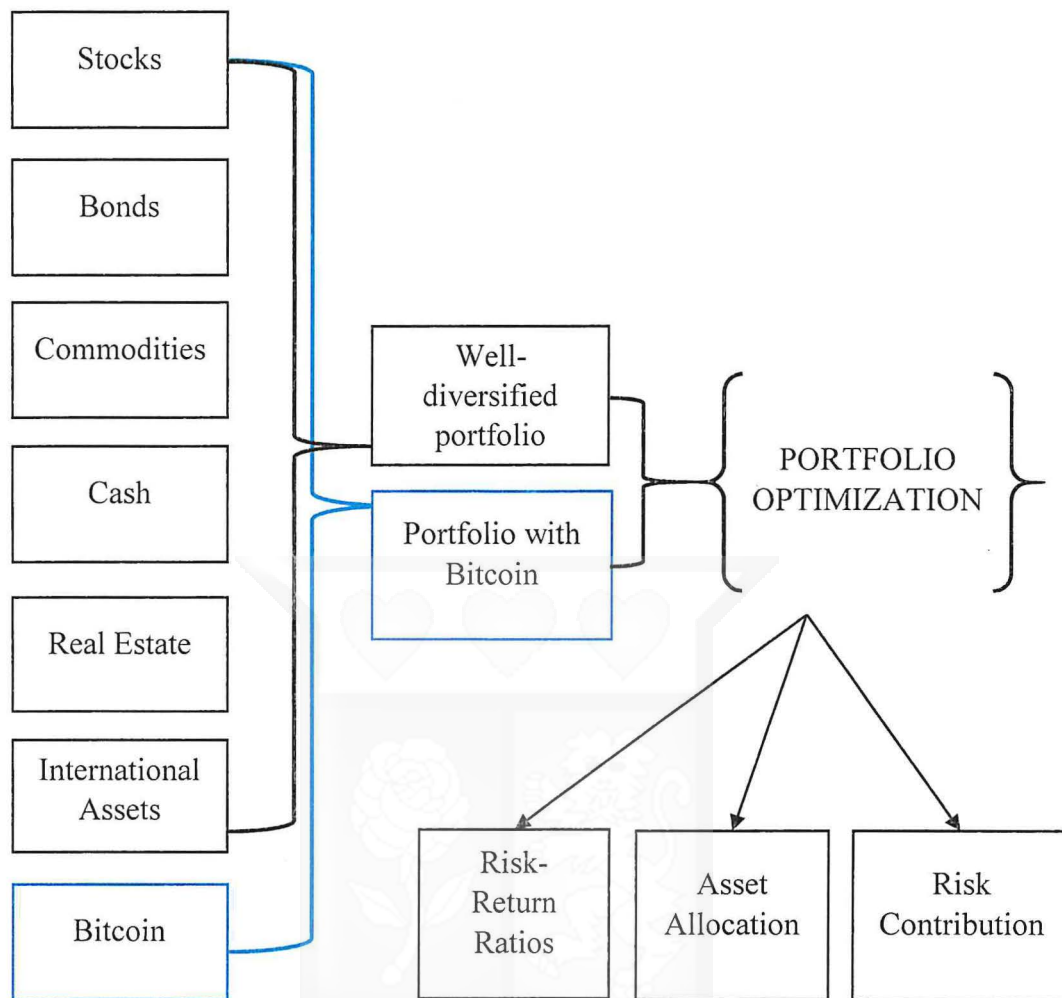 Stocks
Bonds
Commodities
Cash
Real Estate
International
Assets
Bitcoin
Well-
diversified
portfolio
Portfolio with
Bitcoin
PORTFOLIO
OPTIMIZATION
Risk-
Return
Ratios
Asset
Allocation
Risk
Contribution